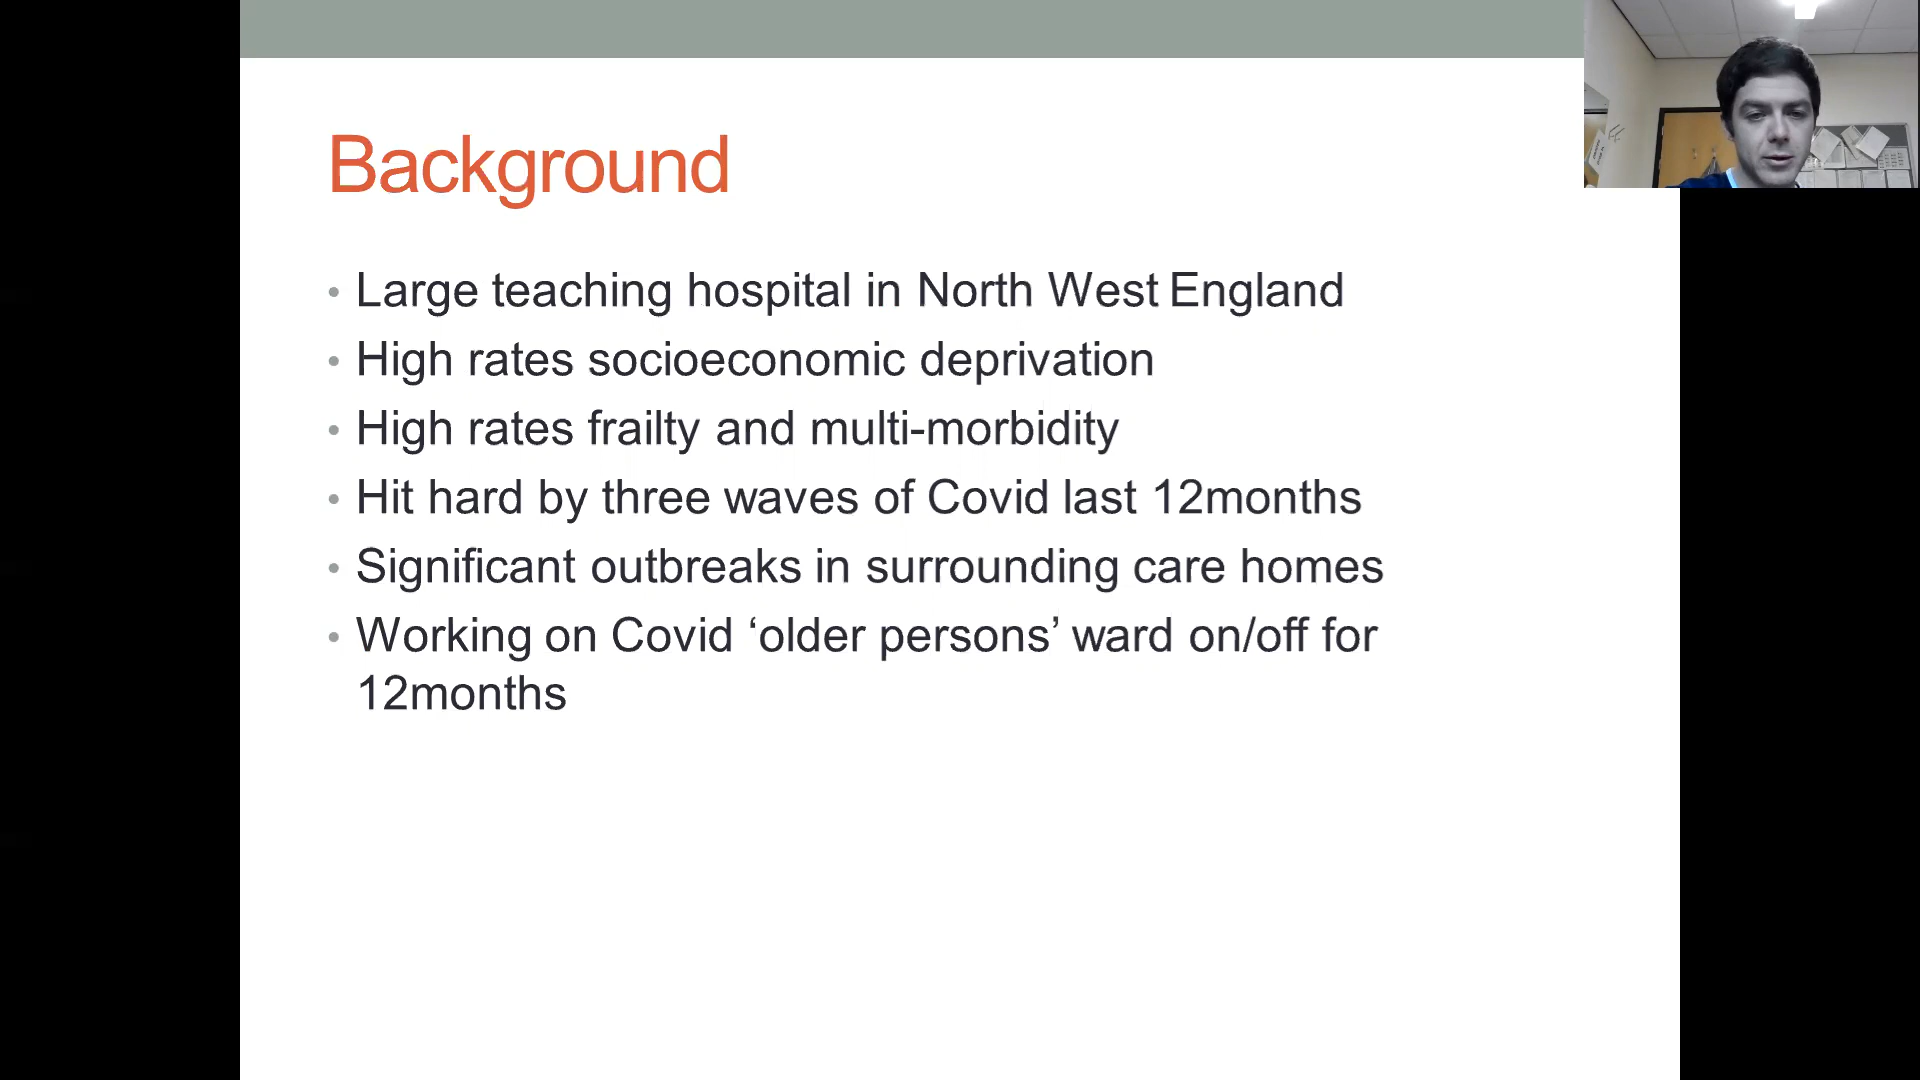 Background
• Large teaching hospital in North West England
• High rates socioeconomic deprivation
• High rates frailty and multi-morbidity
• Hit hard by three waves of Covid last 12months
• Significant outbreaks in surrounding care homes
• Working on Covid ‘older persons’ ward on/off for
12months